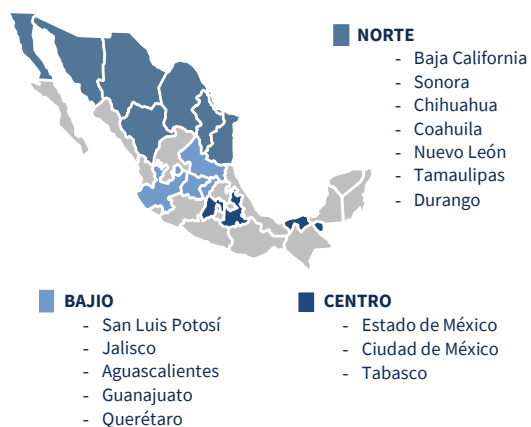 NORTE
- Baja California
- Sonora
- Chihuahua
- Coahuila
- Nuevo León
- Tamaulipas
- Durango
BAJIO
- San Luis Potosí
- Jalisco
- Aguascalientes
- Guanajuato
- Querétaro
CENTRO
- Estado de México
- Ciudad de México
- Tabasco